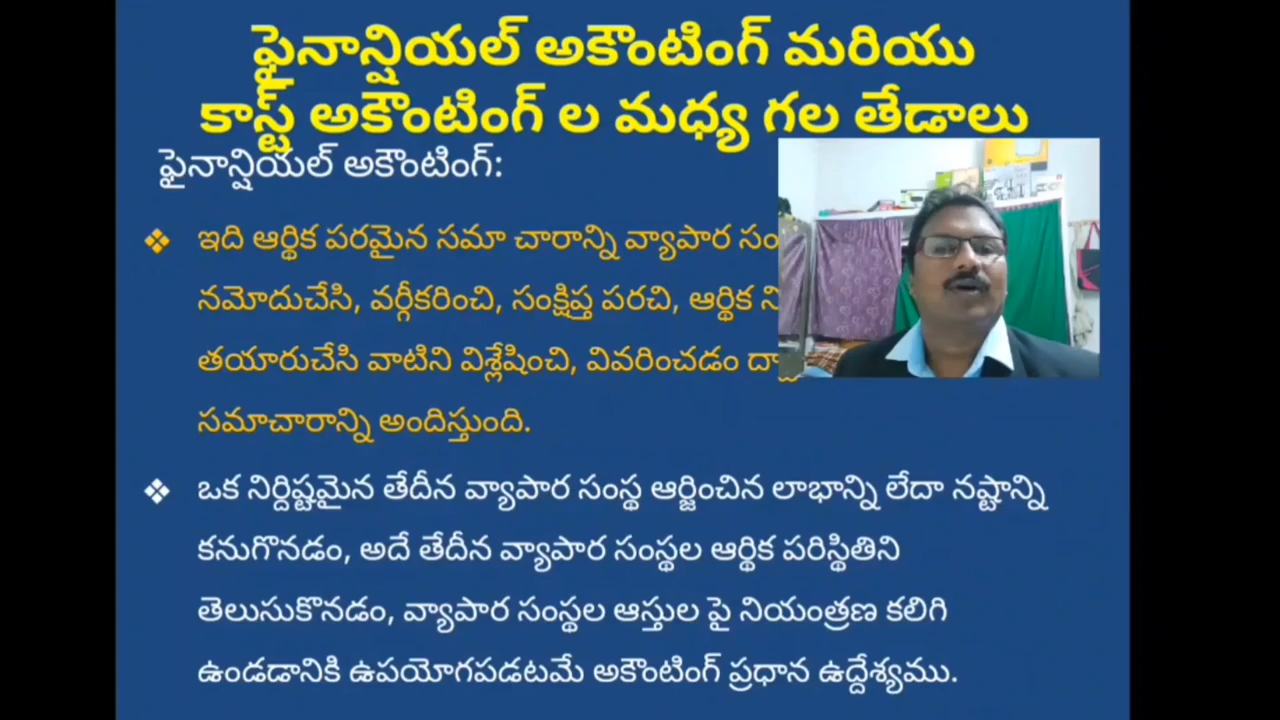 ఫైనాన్షియల్ అకౌంటింగ్ మరియు
కాస్ట్ అకౌంటింగ్ ల మధ్య గల తేడాలు
ఫైనాన్షియల్ అకౌంటింగ్:
ఇది ఆర్థిక పరమైన సమా చారాన్ని వ్యాపార
నమోదుచేసి, వర్గీకరించి, సంక్షిప్త పరచి, ఆర్థిక
తయారుచేసి వాటిని విశ్లేషించి, వివరించడం
సమాచారాన్ని అందిస్తుంది.
ఒక నిర్దిష్టమైన తేదీన వ్యాపార సంస్థ ఆర్జించిన లాభాన్ని లేదా నష్టాన్ని
కనుగొనడం, అదే తేదీన వ్యాపార సంస్థల ఆర్థిక పరిస్థితిని
తెలుసుకొనడం, వ్యాపార సంస్థల ఆస్తుల పై నియంత్రణ కలిగి
ఉండడానికి ఉపయోగపడటమే అకౌంటింగ్ ప్రధాన ఉద్దేశ్యము.